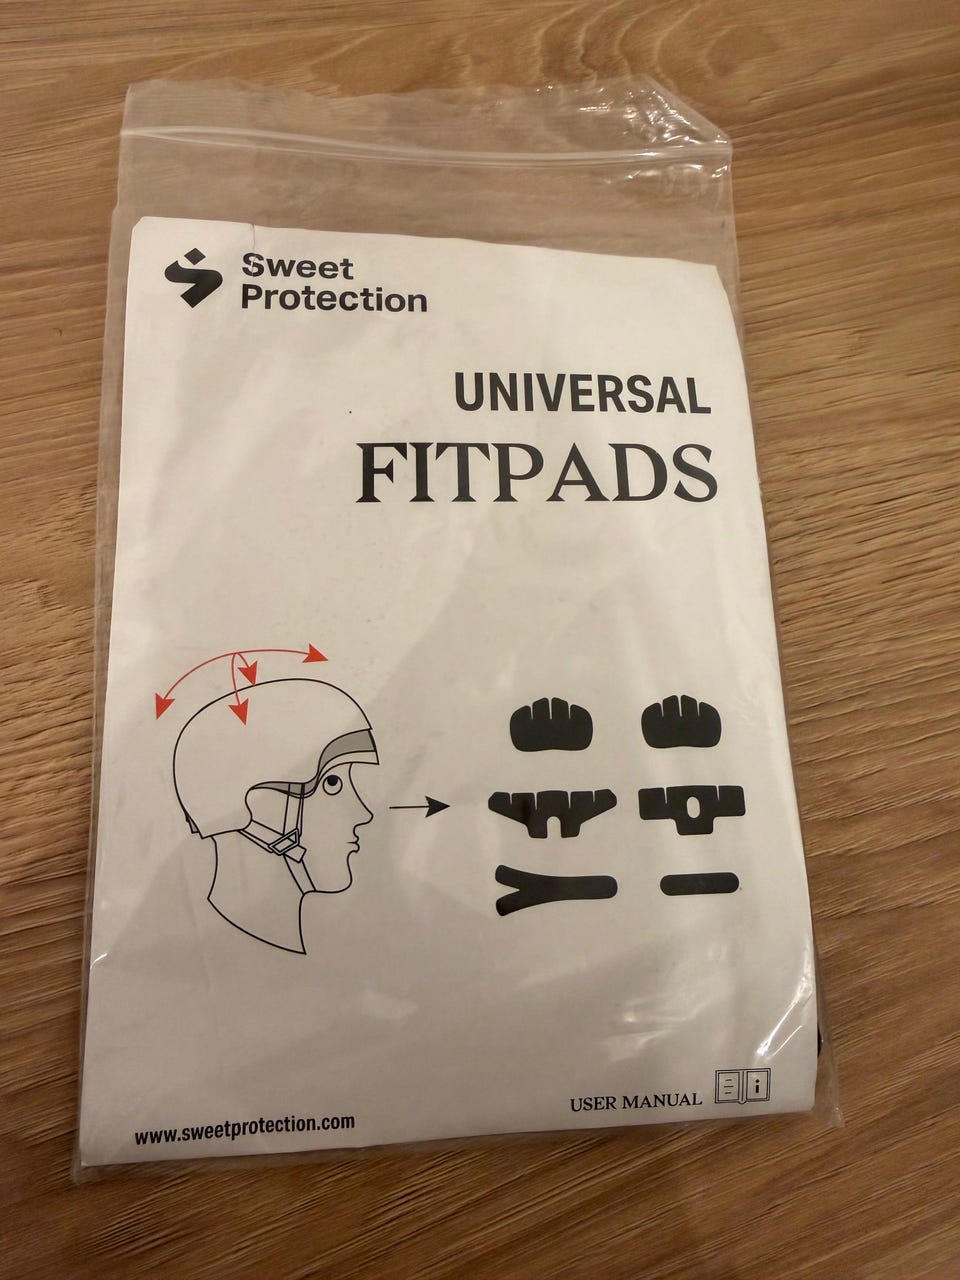 Sweet
Protection
UNIVERSAL
FITPADS
www.sweetprotection.com
USER MANUAL
i